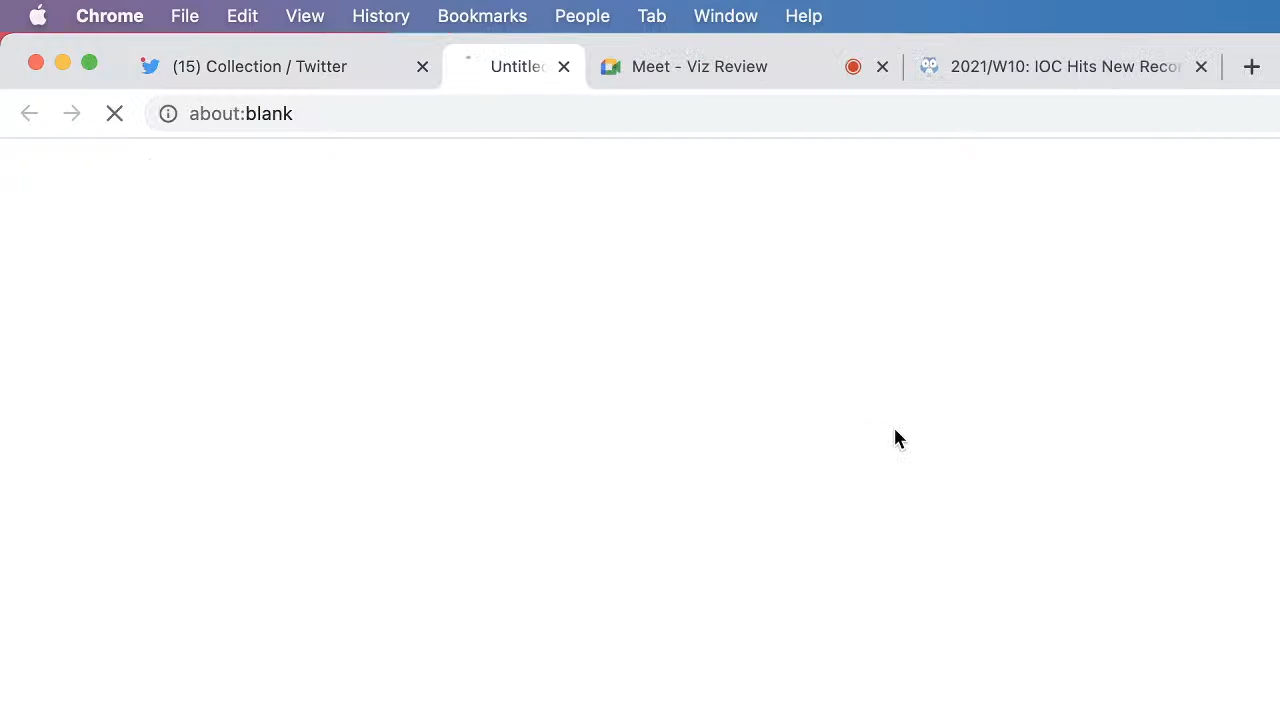 Chrome File Edit View History Bookmarks People Tab Window Help
(15) Collection / Twitter Untitled Meet - Viz Review 2021/W10: IOC Hits New Recor
about:blank